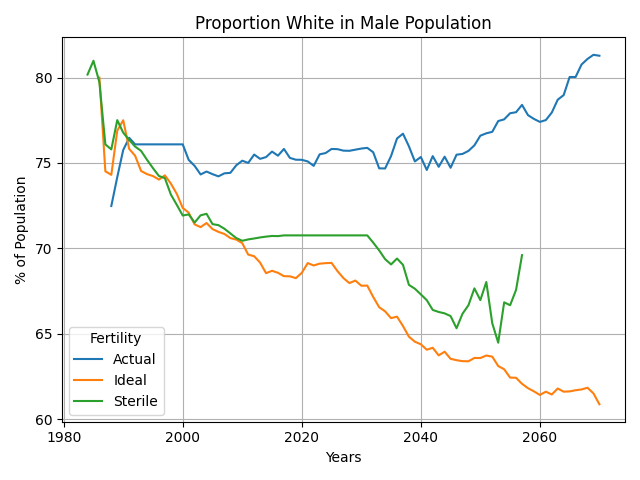 Proportion White in Male Population
% of Population
80
75
70
65
60
Fertility
Actual
Ideal
Sterile
1980
2000
2020
2040
2060
Years